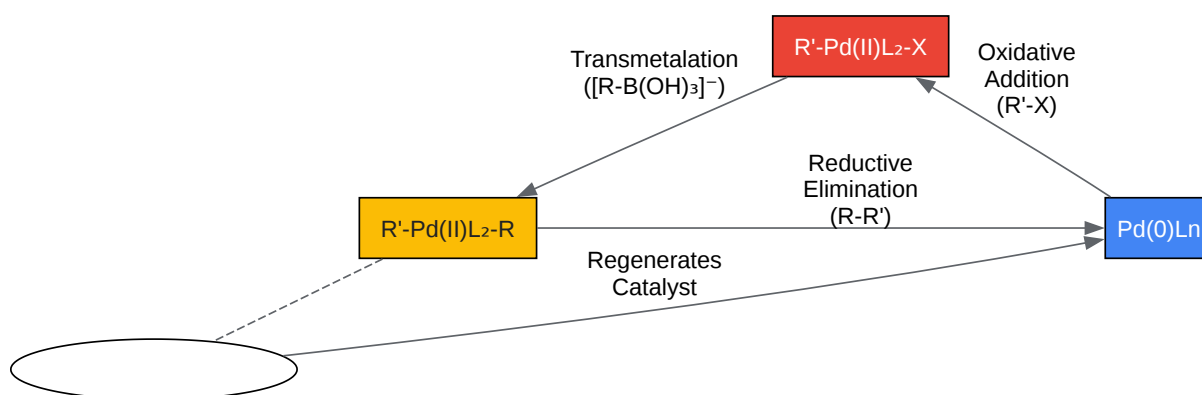 R'-Pd(II)L₂-X
Oxidative
Addition
(R'-X)
Transmetalation
([R-B(OH)₃]⁻)
Reductive
Elimination
(R-R')
R'-Pd(II)L₂-R
Pd(0)Ln
Regenerates
Catalyst